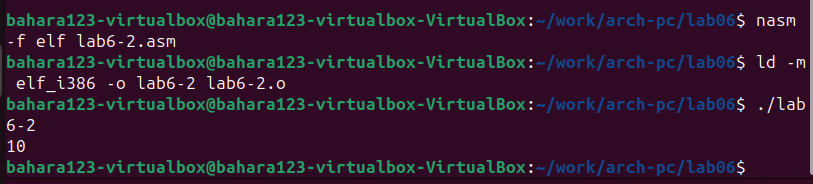 bahara123-virtualbox@bahara123-virtualbox-VirtualBox:~/work/arch-pc/lab06$ nasm
-f elf lab6-2.asm
bahara123-virtualbox@bahara123-virtualbox-VirtualBox:~/work/arch-pc/lab06$ ld -m
 elf_i386 -o lab6-2 lab6-2.o
bahara123-virtualbox@bahara123-virtualbox-VirtualBox:~/work/arch-pc/lab06$ ./lab
6-2
10
bahara123-virtualbox@bahara123-virtualbox-VirtualBox:~/work/arch-pc/lab06$